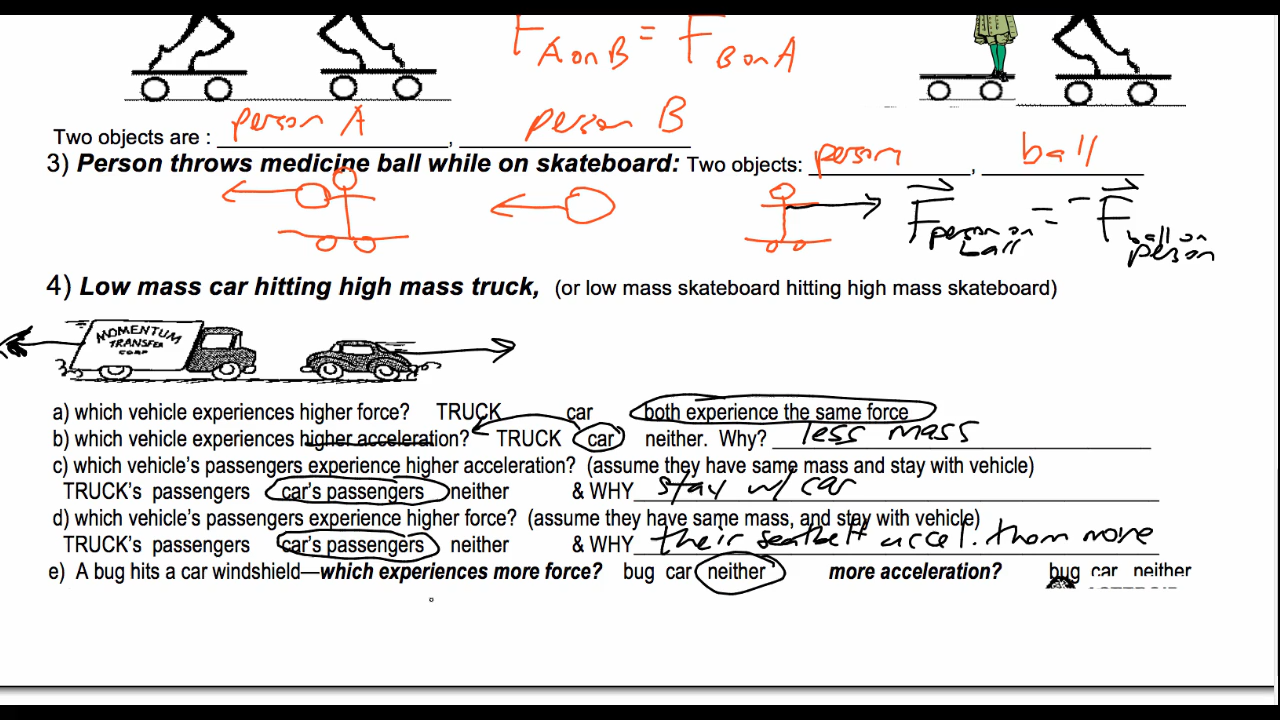 F A on B = F B on A
Two objects are : person A, person B
3) Person throws medicine ball while on skateboard: Two objects: person, ball
F person on ball = - F ball on person
4) Low mass car hitting high mass truck, (or low mass skateboard hitting high mass skateboard)
MOMENTUM
TRANSFER
CORP
a) which vehicle experiences higher force? TRUCK car both experience the same force
b) which vehicle experiences higher acceleration? TRUCK car neither. Why? less mass
c) which vehicle's passengers experience higher acceleration? (assume they have same mass and stay with vehicle)
TRUCK's passengers car's passengers neither & WHY stay w/ car
d) which vehicle's passengers experience higher force? (assume they have same mass, and stay with vehicle)
TRUCK's passengers car's passengers neither & WHY their seatbelt accel. them more
e) A bug hits a car windshield—which experiences more force? bug car neither more acceleration? bug car neither